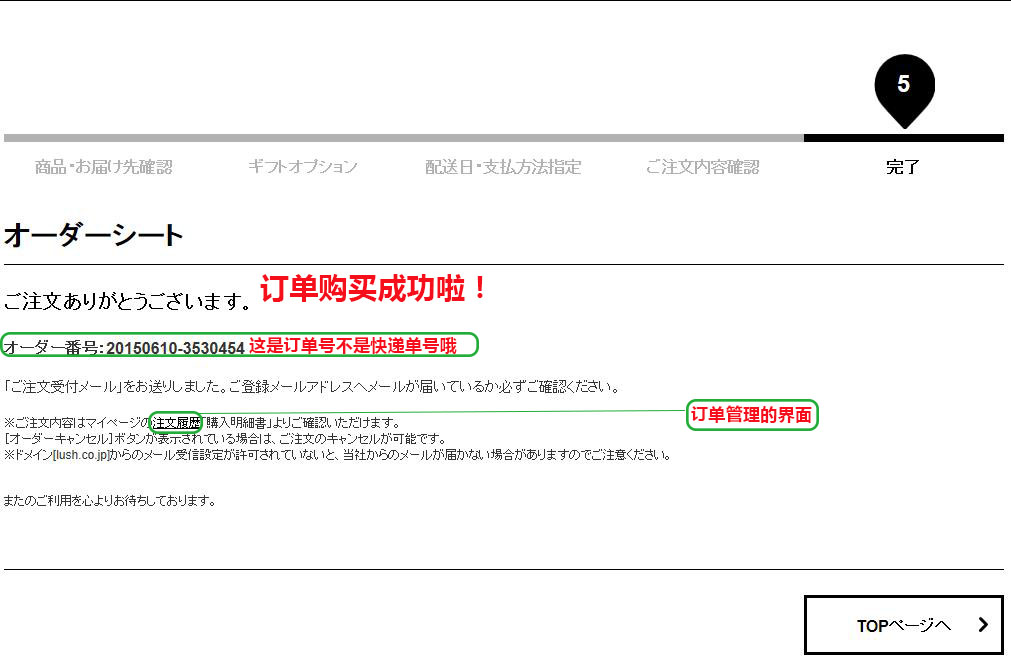 5
商品・お届け先確認 ギフトオプション 配送日・支払方法指定 ご注文内容確認 完了
オーダーシート
ご注文ありがとうございます。 订单购买成功啦！
オーダー番号：20150610-3530454 这是订单号不是快递单号哦
「ご注文受付メール」をお送りしました。ご登録メールアドレスへメールが届いているか必ずご確認ください。
※ご注文内容はマイページの注文履歴「購入明細書」よりご確認いただけます。
订单管理的界面
[オーダーキャンセル]ボタンが表示されている場合は、ご注文のキャンセルが可能です。
※ドメイン[lush.co.jp]からのメール受信設定が許可されていないと、当社からのメールが届かない場合がありますのでご注意ください。
またのご利用を心よりお待ちしております。
TOPページへ